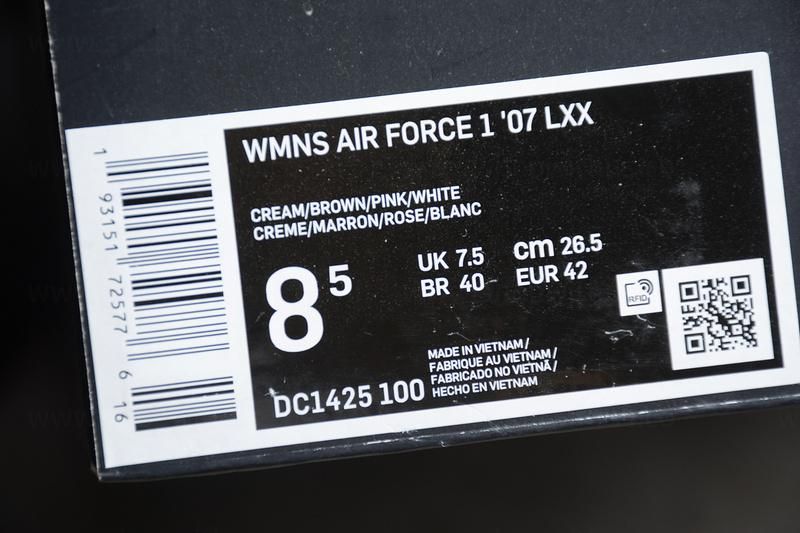 WMNS AIR FORCE 1 '07 LXX
CREAM/BROWN/PINK/WHITE
CREME/MARRON/ROSE/BLANC
8 5
UK 7.5 cm 26.5
BR 40 EUR 42
RFID
MADE IN VIETNAM/
FABRIQUE AU VIETNAM/
FABRICADO NO VIETNÃ/
HECHO EN VIETNAM
DC1425 100
1 93151 72577 6 16